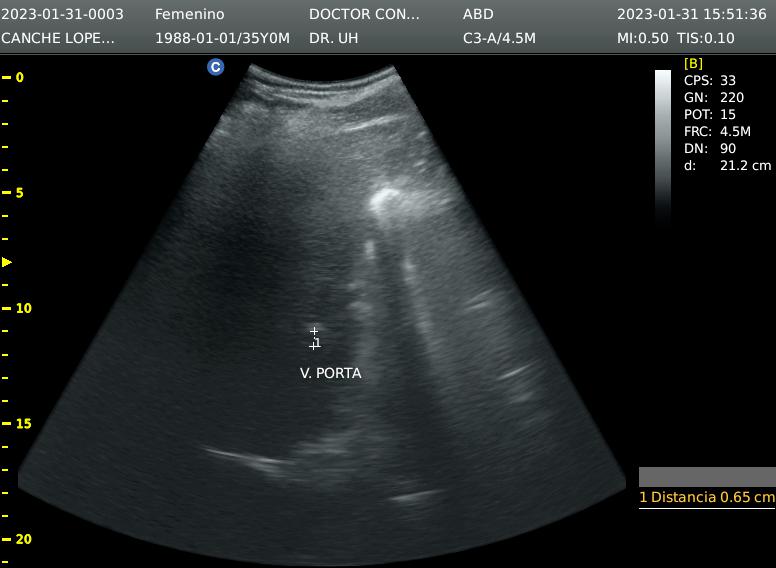 2023-01-31-0003 Femenino DOCTOR CON... ABD 2023-01-31 15:51:36
CANCHE LOPE... 1988-01-01/35Y0M DR. UH C3-A/4.5M MI:0.50 TIS:0.10
C
[B]
CPS: 33
GN: 220
POT: 15
FRC: 4.5M
DN: 90
d: 21.2 cm
0
5
10
15
20
1
V. PORTA
1 Distancia 0.65 cm